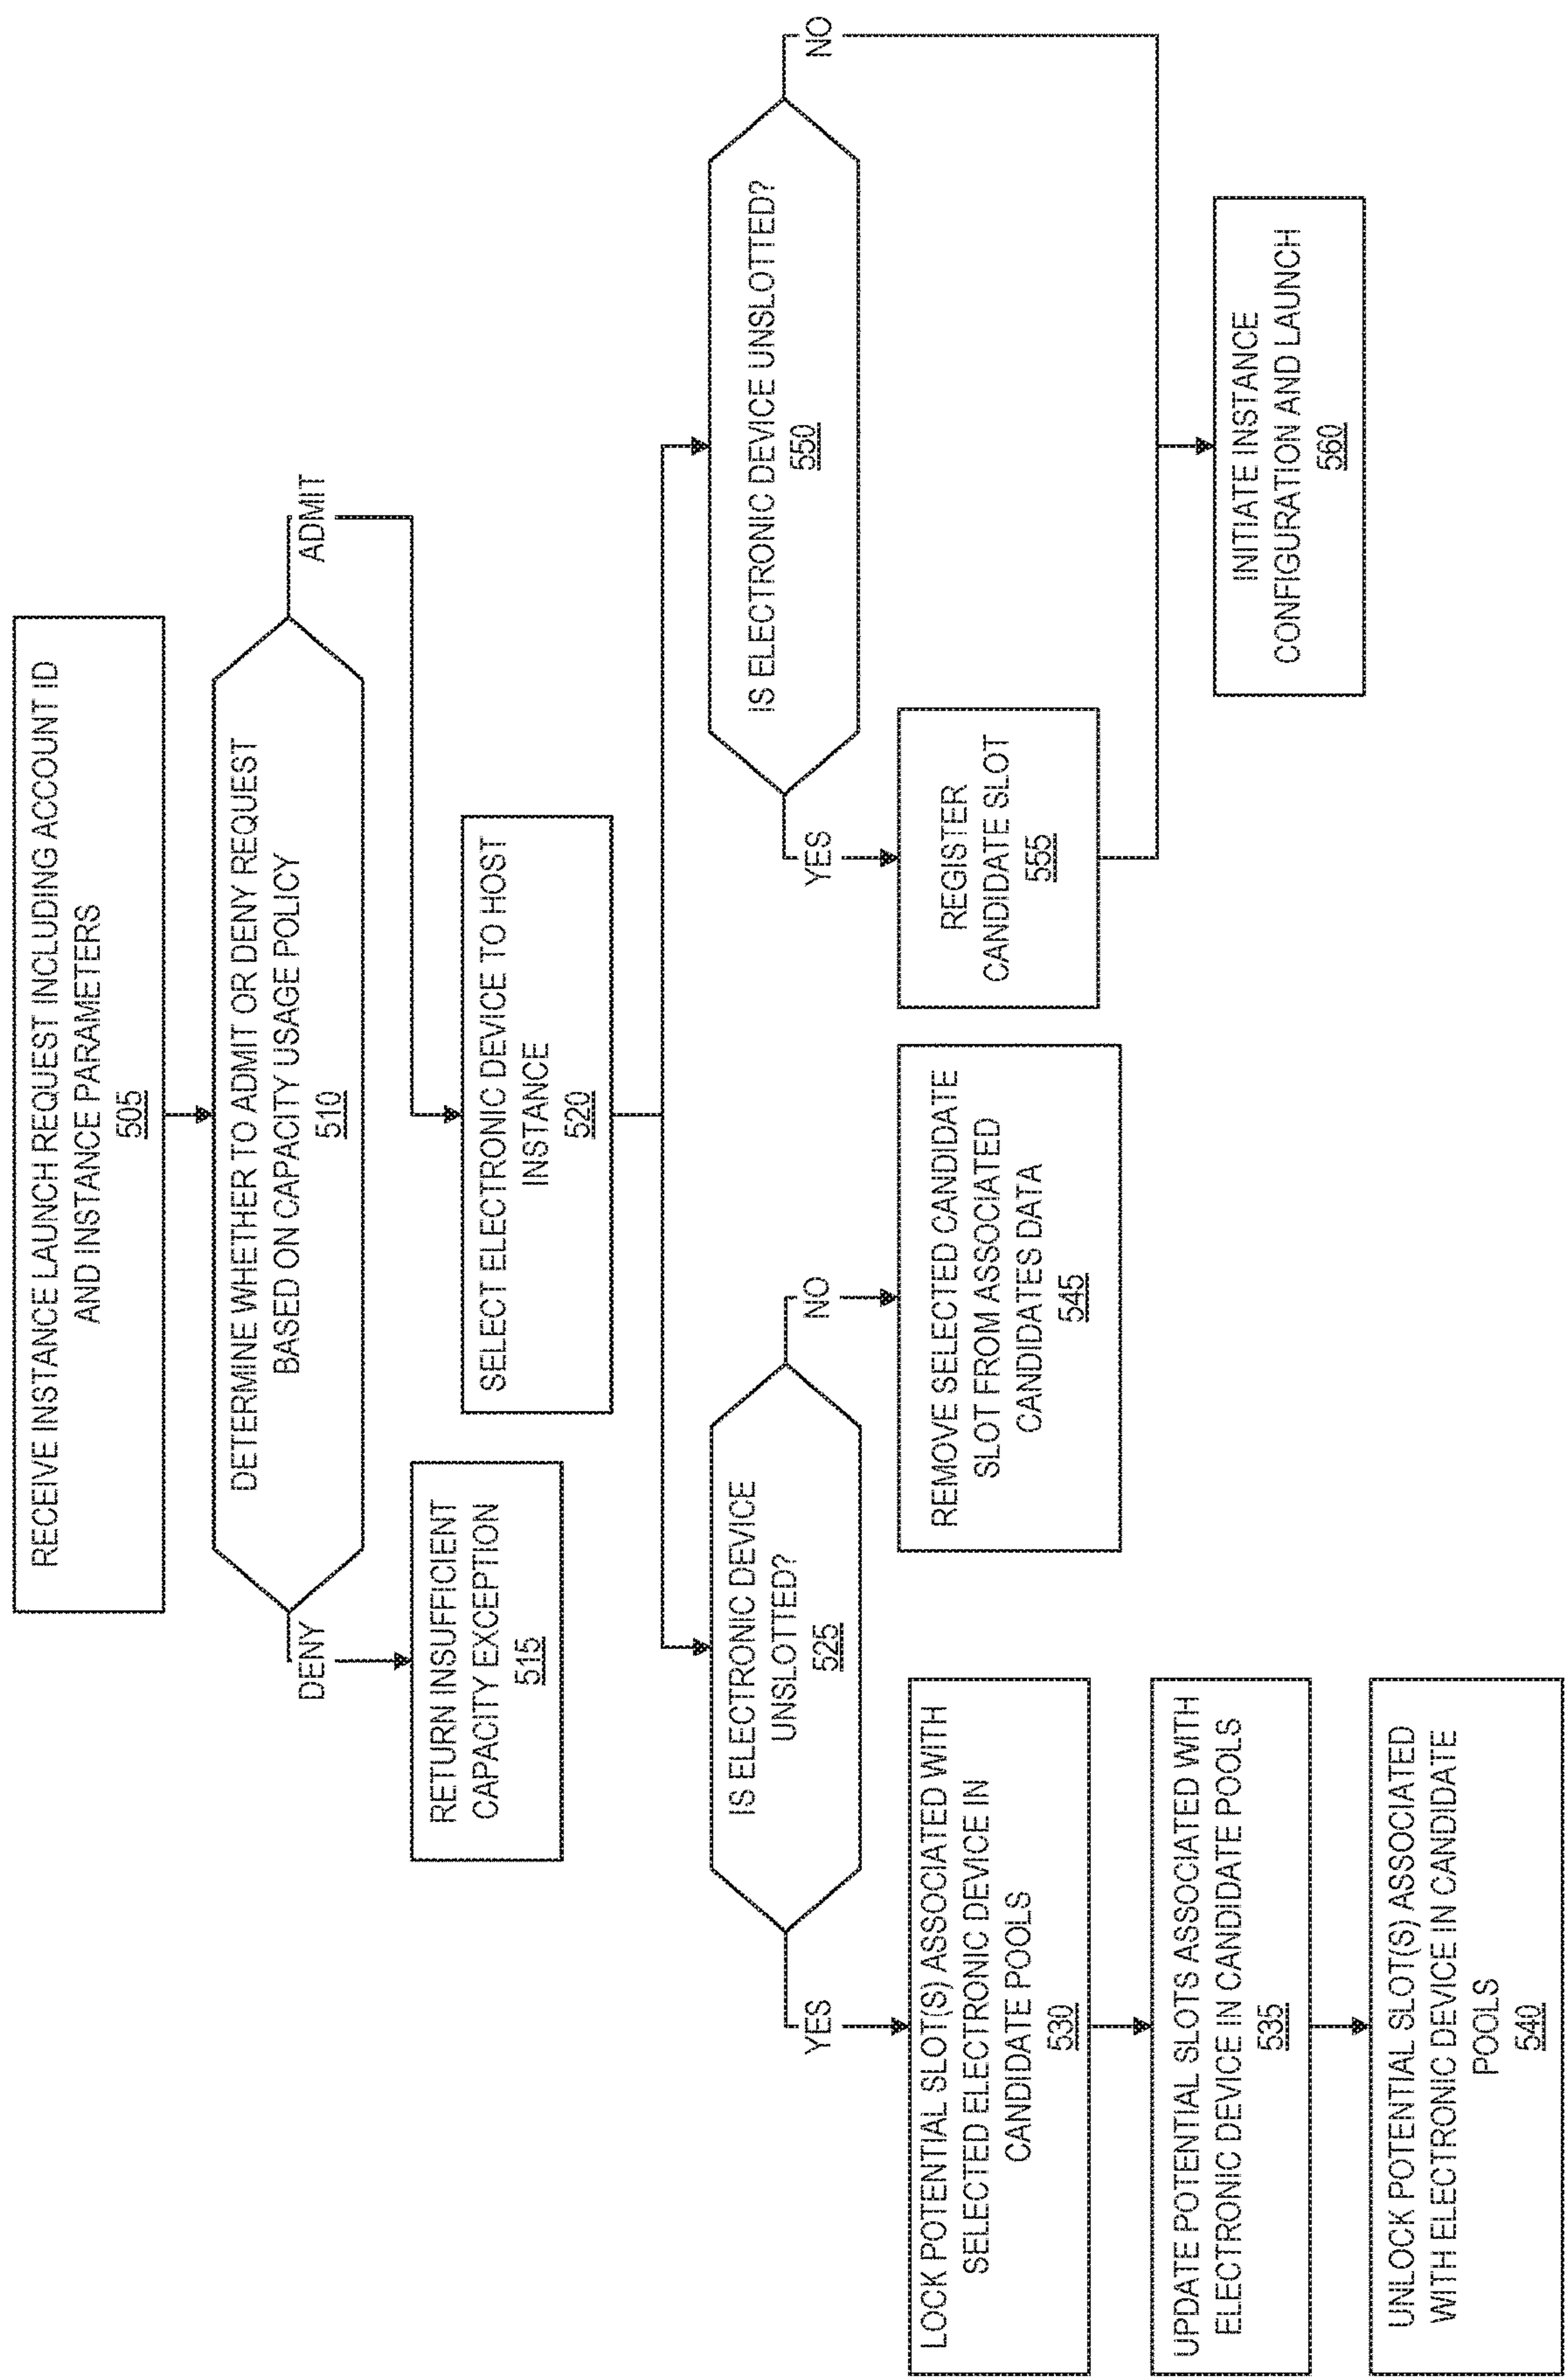 RECEIVE INSTANCE LAUNCH REQUEST INCLUDING ACCOUNT ID
AND INSTANCE PARAMETERS
505
DETERMINE WHETHER TO ADMIT OR DENY REQUEST
BASED ON CAPACITY USAGE POLICY
510
DENY
ADMIT
RETURN INSUFFICIENT
CAPACITY EXCEPTION
515
SELECT ELECTRONIC DEVICE TO HOST
INSTANCE
520
IS ELECTRONIC DEVICE
UNSLOTTED?
525
YES
NO
LOCK POTENTIAL SLOT(S) ASSOCIATED WITH
SELECTED ELECTRONIC DEVICE IN
CANDIDATE POOLS
530
UPDATE POTENTIAL SLOTS ASSOCIATED WITH
ELECTRONIC DEVICE IN CANDIDATE POOLS
535
UNLOCK POTENTIAL SLOT(S) ASSOCIATED
WITH ELECTRONIC DEVICE IN CANDIDATE
POOLS
540
REMOVE SELECTED CANDIDATE
SLOT FROM ASSOCIATED
CANDIDATES DATA
545
IS ELECTRONIC DEVICE UNSLOTTED?
550
YES
NO
REGISTER
CANDIDATE SLOT
555
INITIATE INSTANCE
CONFIGURATION AND LAUNCH
560